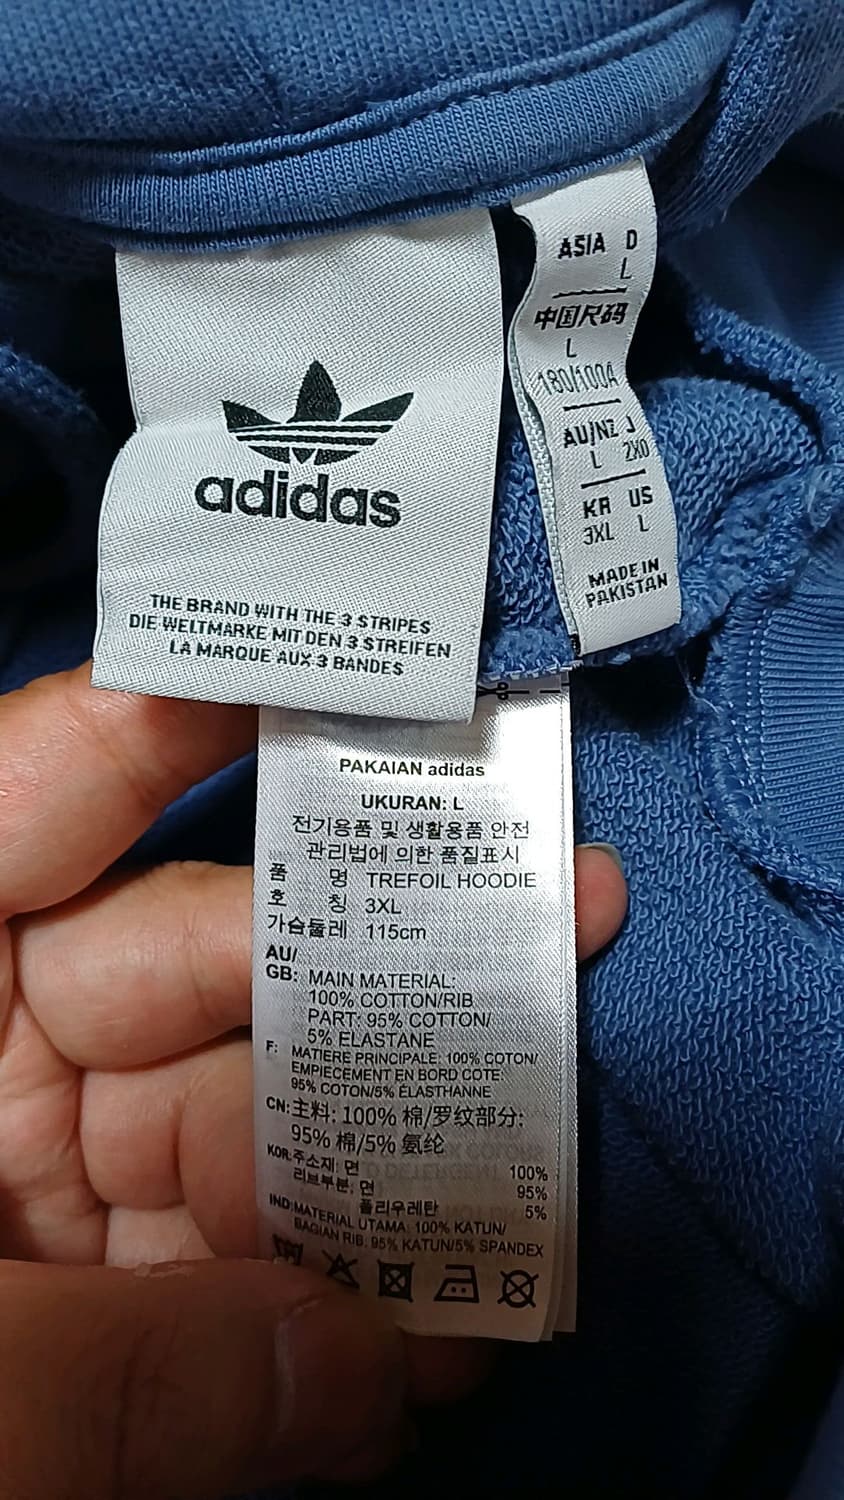 adidas
THE BRAND WITH THE 3 STRIPES
DIE WELTMARKE MIT DEN 3 STREIFEN
LA MARQUE AUX 3 BANDES
ASIA D
L
中国尺码
L
180/100A
AU/NZ J
L 2XO
KR US
3XL L
MADE IN
PAKISTAN
PAKAIAN adidas
UKURAN: L
전기용품 및 생활용품 안전
관리법에 의한 품질표시
품 명 TREFOIL HOODIE
호 칭 3XL
가슴둘레 115cm
AU/
GB: MAIN MATERIAL:
100% COTTON/RIB
PART: 95% COTTON/
5% ELASTANE
F: MATIERE PRINCIPALE: 100% COTON/
EMPIECEMENT EN BORD COTE:
95% COTON/5% ÉLASTHANNE
CN: 主料: 100% 棉/罗纹部分:
95% 棉/5% 氨纶
KOR: 주소재: 면 100%
리브부분: 면 95%
폴리우레탄 5%
IND: MATERIAL UTAMA: 100% KATUN/
BAGIAN RIB: 95% KATUN/5% SPANDEX